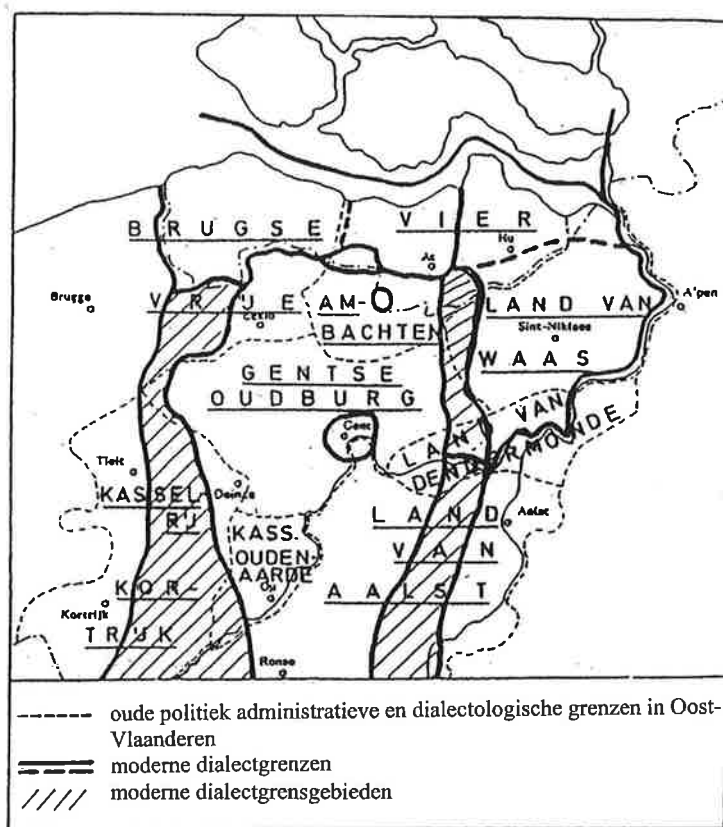 BRUGSE
VIER
Hu
As
Brugge
VRIJE
Eeklo
AM-O
BACHTEN
LAND VAN
Sint-Niklaas
WAAS
A'pen
GENTSE
OUDBURG
Gent
LAND VAN
DENDERMONDE
Tielt
KASSEL-
RIJ
Deinze
KASS.
OUDEN-
AARDE
Ou
LAND
VAN
AALST
Aalst
KOR-
Kortrijk
TRIJK
Ronse
oude politiek administratieve en dialectologische grenzen in Oost-
Vlaanderen
moderne dialectgrenzen
moderne dialectgrensgebieden